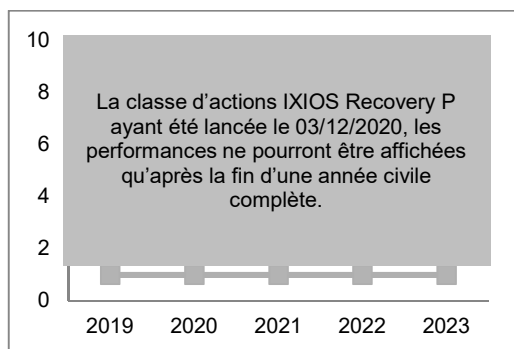 10
8
6
4
2
0
La classe d’actions IXIOS Recovery P
ayant été lancée le 03/12/2020, les
performances ne pourront être affichées
qu’après la fin d’une année civile
complète.
2019 2020 2021 2022 2023